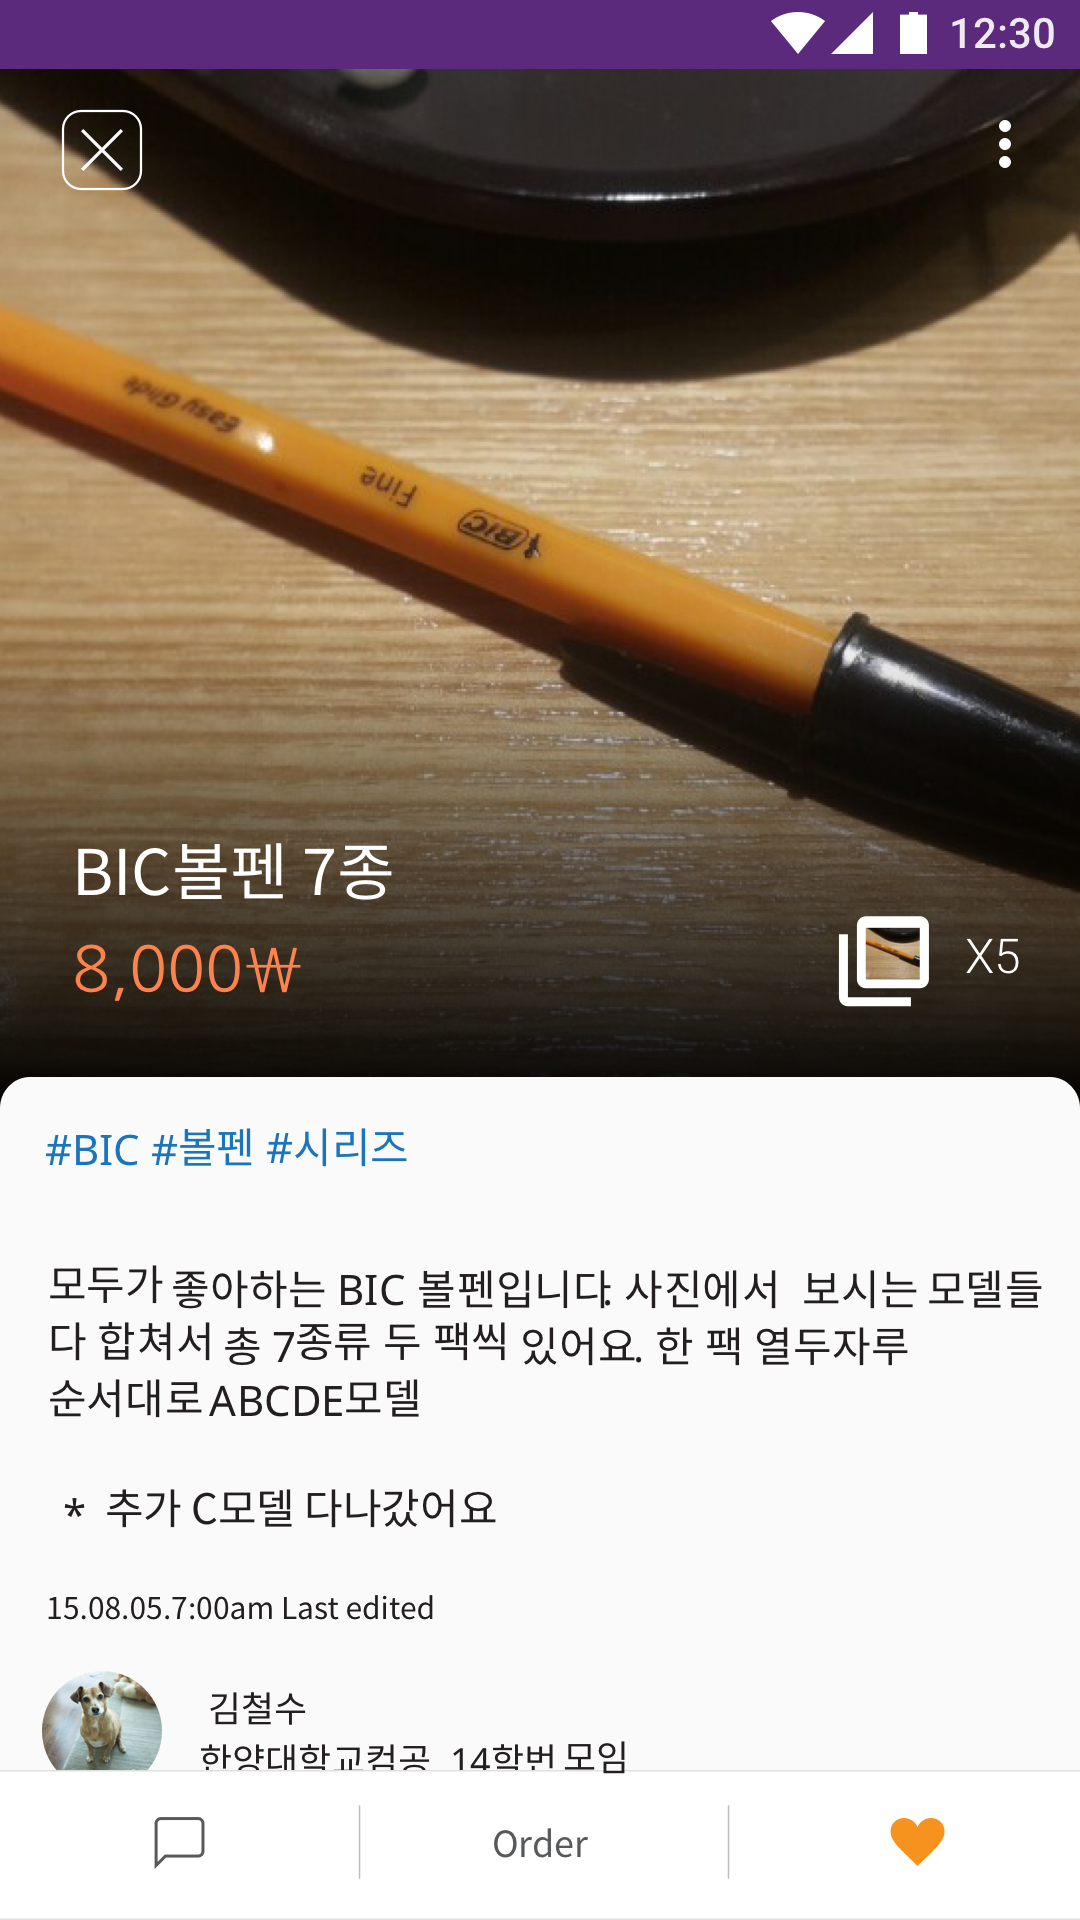 12:30
Easy Glide
Fine
BIC
BIC볼펜 7종
8,000₩
X5
#BIC #볼펜 #시리즈
모두가 좋아하는 BIC 볼펜입니다. 사진에서 보시는 모델들
다 합쳐서 총 7종류 두 팩씩 있어요. 한 팩 열두자루
순서대로 ABCDE모델
* 추가 C모델 다나갔어요
15.08.05.7:00am Last edited
김철수
한양대학교컴공 14학번 모임
Order